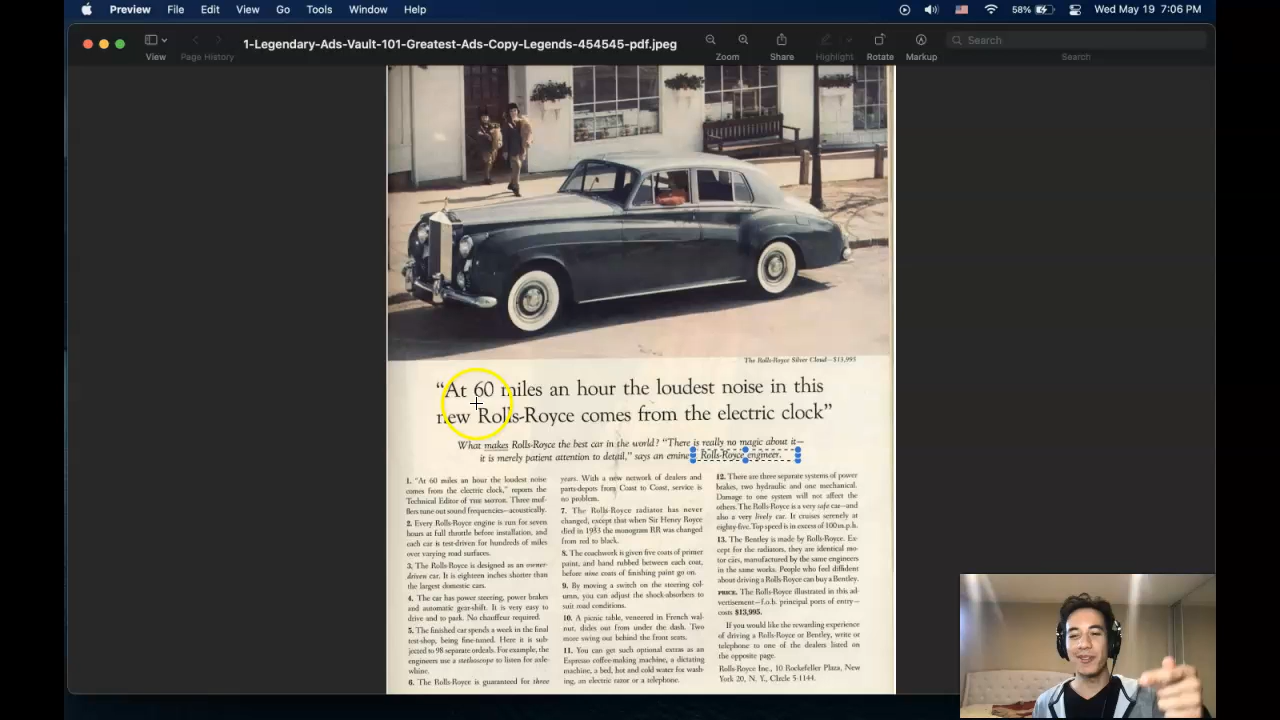 Preview File Edit View Go Tools Window Help 58% Wed May 19 7:06 PM
1-Legendary-Ads-Vault-101-Greatest-Ads-Copy-Legends-454545-pdf.jpeg
Search
View Page History Zoom Share Highlight Rotate Markup Search
The Rolls-Royce Silver Cloud—$13,995
“At 60 miles an hour the loudest noise in this
new Rolls-Royce comes from the electric clock”
What makes Rolls-Royce the best car in the world? “There is really no magic about it—
it is merely patient attention to detail,” says an eminent Rolls-Royce engineer.
1. “At 60 miles an hour the loudest noise
comes from the electric clock,” reports the
Technical Editor of THE MOTOR. Three muf-
flers tune out sound frequencies—acoustically.
2. Every Rolls-Royce engine is run for seven
hours at full throttle before installation, and
each car is test-driven for hundreds of miles
over varying road surfaces.
3. The Rolls-Royce is designed as an owner-
driven car. It is eighteen inches shorter than
the largest domestic cars.
4. The car has power steering, power brakes
and automatic gear-shift. It is very easy to
drive and to park. No chauffeur required.
5. The finished car spends a week in the final
test-shop, being fine-tuned. Here it is sub-
jected to 98 separate ordeals. For example, the
engineers use a stethoscope to listen for axle-
whine.
6. The Rolls-Royce is guaranteed for three
years. With a new network of dealers and
parts-depots from Coast to Coast, service is
no problem.
7. The Rolls-Royce radiator has never
changed, except that when Sir Henry Royce
died in 1933 the monogram RR was changed
from red to black.
8. The coachwork is given five coats of primer
paint, and hand rubbed between each coat,
before nine coats of finishing paint go on.
9. By moving a switch on the steering col-
umn, you can adjust the shock-absorbers to
suit road conditions.
10. A picnic table, veneered in French wal-
nut, slides out from under the dash. Two
more swing out behind the front seats.
11. You can get such optional extras as an
Espresso coffee-making machine, a dictating
machine, a bed, hot and cold water for wash-
ing, an electric razor or a telephone.
12. There are three separate systems of power
brakes, two hydraulic and one mechanical.
Damage to one system will not affect the
others. The Rolls-Royce is a very safe car—and
also a very lively car. It cruises serenely at
eighty-five. Top speed is in excess of 100 m.p.h.
13. The Bentley is made by Rolls-Royce. Ex-
cept for the radiators, they are identical mo-
tor cars, manufactured by the same engineers
in the same works. People who feel diffident
about driving a Rolls-Royce can buy a Bentley.
PRICE. The Rolls-Royce illustrated in this ad-
vertisement—f.o.b. principal ports of entry—
costs $13,995.
If you would like the rewarding experience
of driving a Rolls-Royce or Bentley, write or
telephone to one of the dealers listed on
the opposite page.
Rolls-Royce Inc., 10 Rockefeller Plaza, New
York 20, N. Y., CIrcle 5-1144.